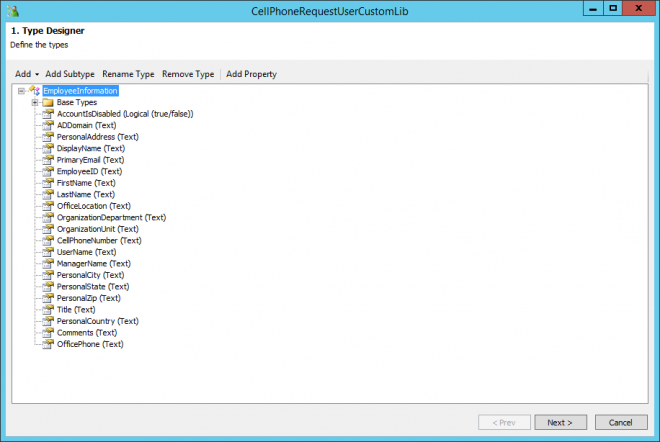 CellPhoneRequestUserCustomLib
1. Type Designer
Define the types
Add Add Subtype Rename Type Remove Type Add Property
EmployeeInformation
Base Types
AccountIsDisabled (Logical (true/false))
ADDomain (Text)
PersonalAddress (Text)
DisplayName (Text)
PrimaryEmail (Text)
EmployeeID (Text)
FirstName (Text)
LastName (Text)
OfficeLocation (Text)
OrganizationDepartment (Text)
OrganizationUnit (Text)
CellPhoneNumber (Text)
UserName (Text)
ManagerName (Text)
PersonalCity (Text)
PersonalState (Text)
PersonalZip (Text)
Title (Text)
PersonalCountry (Text)
Comments (Text)
OfficePhone (Text)
< Prev Next > Cancel